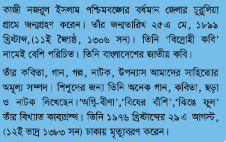 কাজী নজরুল ইসলাম পশ্চিমবঙ্গের বর্ধমান জেলার চুরুলিয়া
গ্রামে জন্মগ্রহণ করেন। তাঁর জন্মতারিখ ২৫এ মে, ১৮৯৯
খ্রিষ্টাব্দ,(১১ই জ্যৈষ্ঠ, ১৩০৬ সন)। তিনি 'বিদ্রোহী কবি'
নামেই বেশি পরিচিত। তিনি বাংলাদেশের জাতীয় কবি।
তাঁর কবিতা, গান, গল্প, নাটক, উপন্যাস আমাদের সাহিত্যের
অমূল্য সম্পদ। শিশুদের জন্য তিনি অনেক গান, কবিতা, ছড়া
ও নাটক লিখেছেন।'অগ্নি-বীণা','বিষের বাঁশি','ঝিঙে ফুল'
তাঁর বিখ্যাত কাব্যগ্রন্থ। তিনি ১৯৭৬ খ্রিষ্টাব্দের ২৯এ আগস্ট,
(১২ই ভাদ্র ১৩৮৩ সন) ঢাকায় মৃত্যুবরণ করেন।